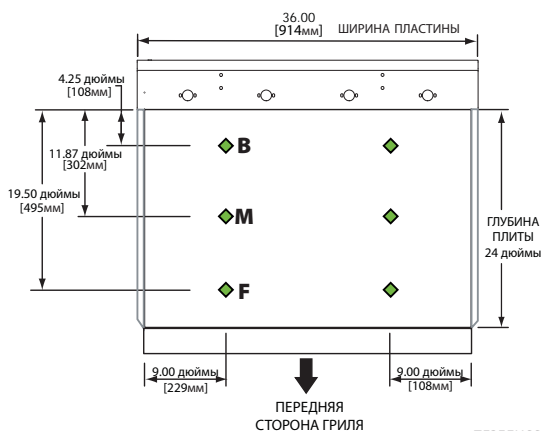 36.00
[914мм] ШИРИНА ПЛАСТИНЫ
4.25 дюймы
[108мм]
11.87 дюймы
[302мм]
19.50 дюймы
[495мм]
B
M
F
ГЛУБИНА
ПЛИТЫ
24 дюймы
9.00 дюймы
[229мм]
9.00 дюймы
[108мм]
ПЕРЕДНЯЯ
СТОРОНА ГРИЛЯ